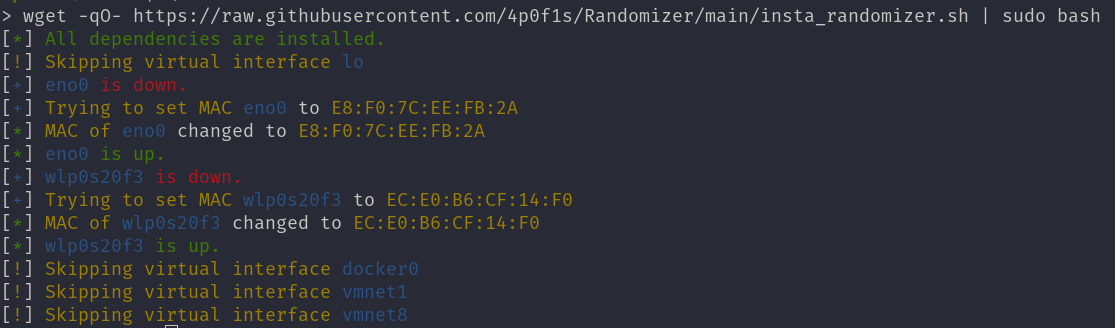 > wget -qO- https://raw.githubusercontent.com/4p0f1s/Randomizer/main/insta_randomizer.sh | sudo bash
[*] All dependencies are installed.
[!] Skipping virtual interface lo
[+] eno0 is down.
[+] Trying to set MAC eno0 to E8:F0:7C:EE:FB:2A
[*] MAC of eno0 changed to E8:F0:7C:EE:FB:2A
[*] eno0 is up.
[+] wlp0s20f3 is down.
[+] Trying to set MAC wlp0s20f3 to EC:E0:B6:CF:14:F0
[*] MAC of wlp0s20f3 changed to EC:E0:B6:CF:14:F0
[*] wlp0s20f3 is up.
[!] Skipping virtual interface docker0
[!] Skipping virtual interface vmnet1
[!] Skipping virtual interface vmnet8